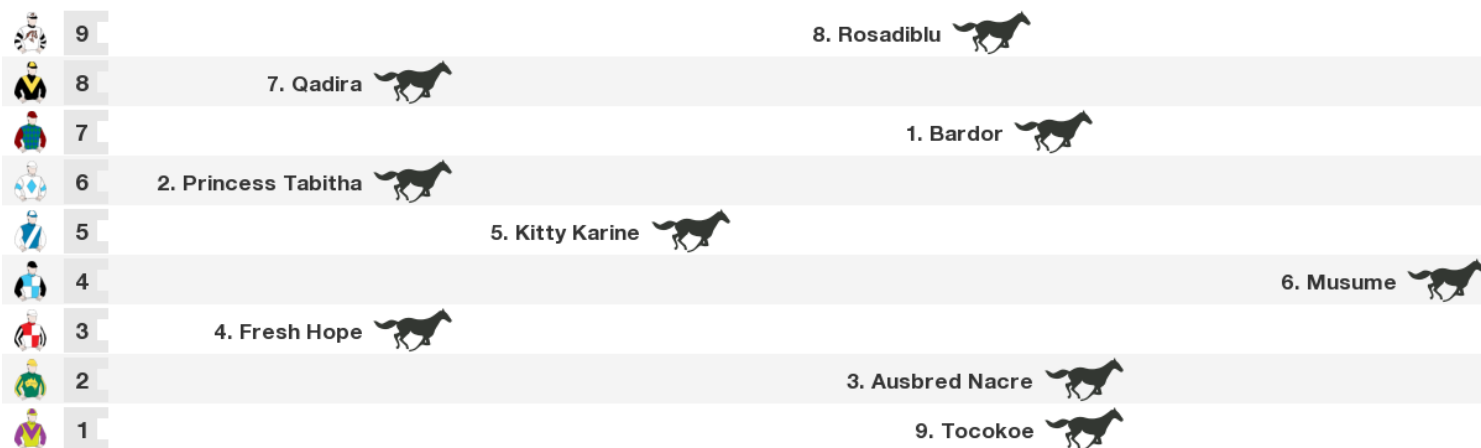 9 8. Rosadiblu
8 7. Qadira
7 1. Bardor
6 2. Princess Tabitha
5 5. Kitty Karine
4 6. Musume
3 4. Fresh Hope
2 3. Ausbred Nacre
1 9. Tocokoe